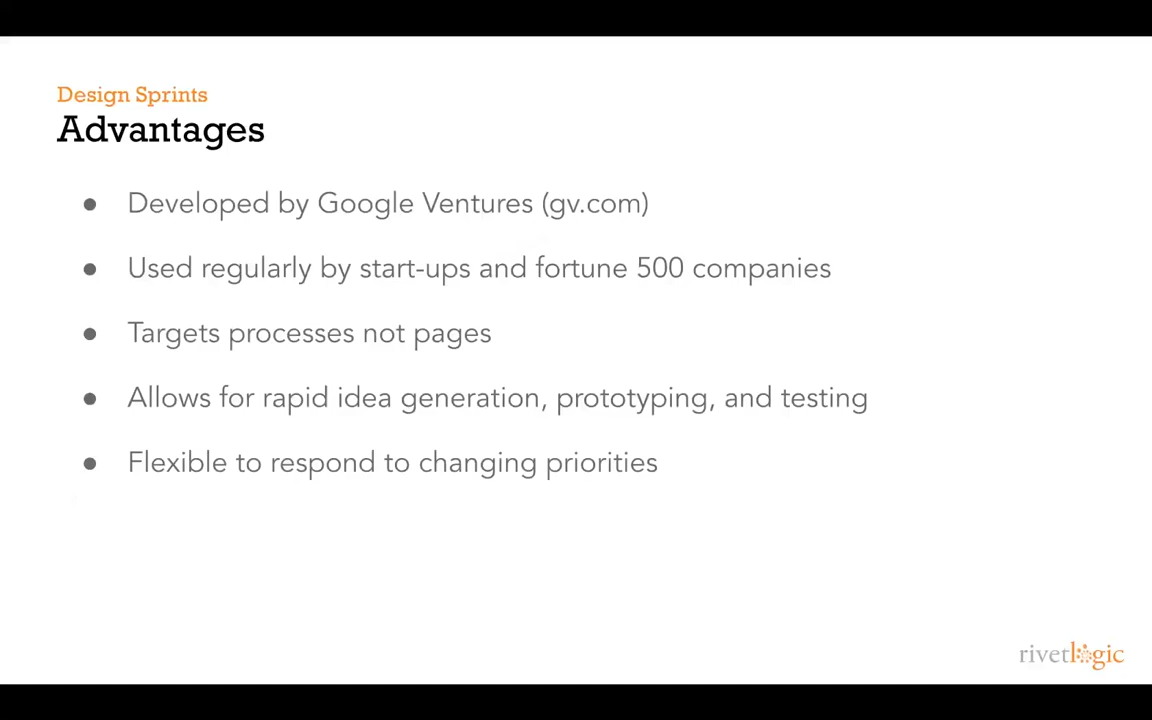 Design Sprints
Advantages
● Developed by Google Ventures (gv.com)
● Used regularly by start-ups and fortune 500 companies
● Targets processes not pages
● Allows for rapid idea generation, prototyping, and testing
● Flexible to respond to changing priorities
rivetlogic